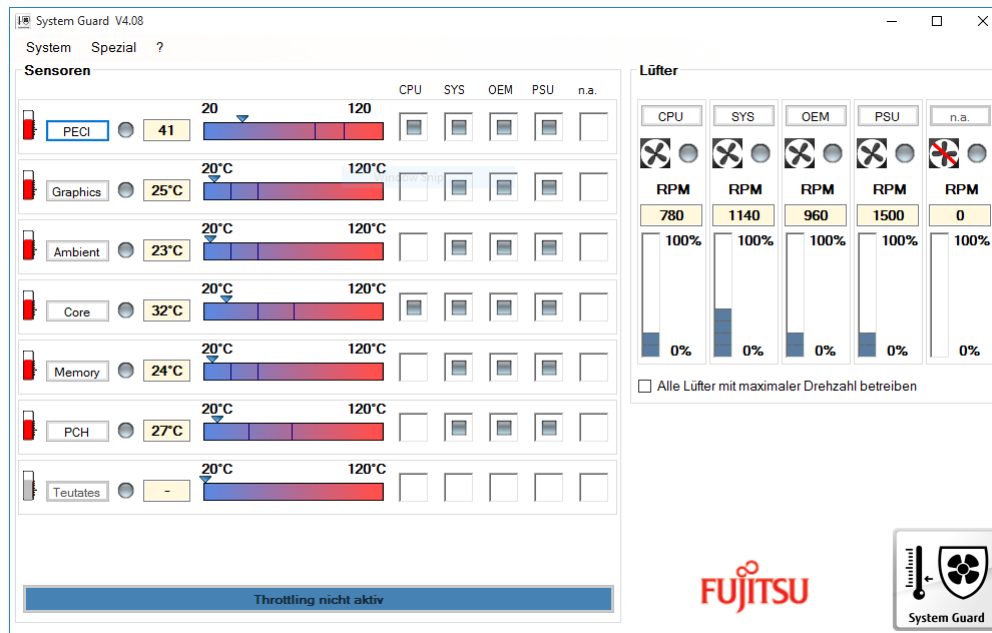 System Guard V4.08
System Spezial ?
Sensoren
CPU SYS OEM PSU n.a.
20 120
PECI 41
20°C 120°C
Graphics 25°C
Window Snip
20°C 120°C
Ambient 23°C
20°C 120°C
Core 32°C
20°C 120°C
Memory 24°C
20°C 120°C
PCH 27°C
20°C 120°C
Teutates -
Throttling nicht aktiv
Lüfter
CPU SYS OEM PSU n.a.
RPM RPM RPM RPM RPM
780 1140 960 1500 0
100% 100% 100% 100% 100%
0% 0% 0% 0% 0%
Alle Lüfter mit maximaler Drehzahl betreiben
FUJITSU
System Guard